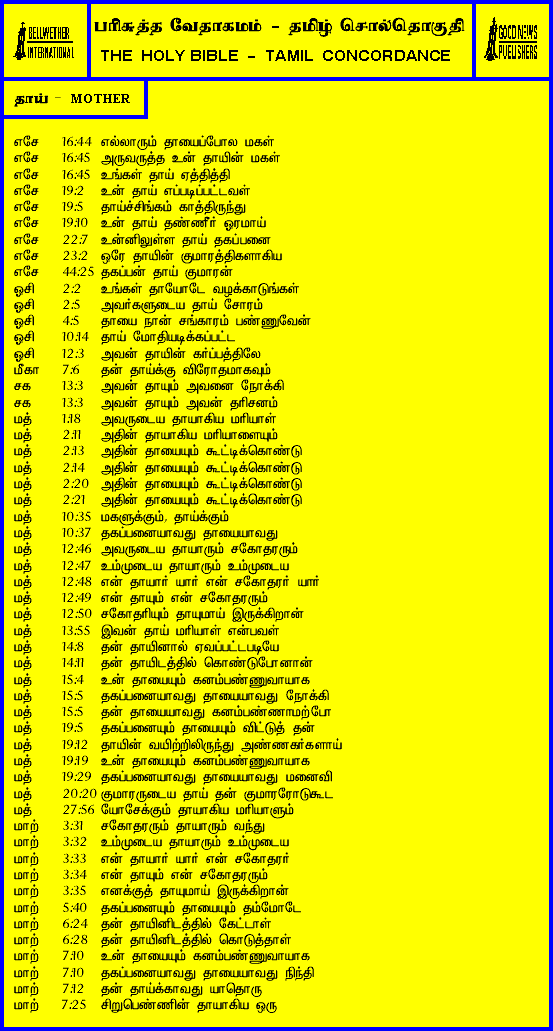 BELLWETHER
INTERNATIONAL
பரிசுத்த வேதாகமம் - தமிழ் சொல்தொகுதி
THE HOLY BIBLE - TAMIL CONCORDANCE
GOOD NEWS
PUBLISHERS
தாய் - MOTHER
எசே 16:44 எல்லாரும் தாயைப்போல மகள்
எசே 16:45 அருவருத்த உன் தாயின் மகள்
எசே 16:45 உங்கள் தாய் ஏத்தித்தி
எசே 19:2 உன் தாய் எப்படிப்பட்டவள்
எசே 19:5 தாய்ச்சிங்கம் காத்திருந்து
எசே 19:10 உன் தாய் தண்ணீர் ஓரமாய்
எசே 22:7 உன்னிலுள்ள தாய் தகப்பனை
எசே 23:2 ஒரே தாயின் குமாரத்திகளாகிய
எசே 44:25 தகப்பன் தாய் குமாரன்
ஓசி 2:2 உங்கள் தாயோடே வழக்காடுங்கள்
ஓசி 2:5 அவர்களுடைய தாய் சோரம்
ஓசி 4:5 தாயை நான் சங்காரம் பண்ணுவேன்
ஓசி 10:14 தாய் மோதியடிக்கப்பட்ட
ஓசி 12:3 அவன் தாயின் கர்ப்பத்திலே
மீகா 7:6 தன் தாய்க்கு விரோதமாகவும்
சக 13:3 அவன் தாயும் அவனை நோக்கி
சக 13:3 அவன் தாயும் அவன் தரிசனம்
மத் 1:18 அவருடைய தாயாகிய மரியாள்
மத் 2:11 அதின் தாயாகிய மரியாளையும்
மத் 2:13 அதின் தாயையும் கூட்டிக்கொண்டு
மத் 2:14 அதின் தாயையும் கூட்டிக்கொண்டு
மத் 2:20 அதின் தாயையும் கூட்டிக்கொண்டு
மத் 2:21 அதின் தாயையும் கூட்டிக்கொண்டு
மத் 10:35 மகளுக்கும், தாய்க்கும்
மத் 10:37 தகப்பனையாவது தாயையாவது
மத் 12:46 அவருடைய தாயாரும் சகோதரரும்
மத் 12:47 உம்முடைய தாயாரும் உம்முடைய
மத் 12:48 என் தாயார் யார் என் சகோதரர் யார்
மத் 12:49 என் தாயும் என் சகோதரரும்
மத் 12:50 சகோதரியும் தாயுமாய் இருக்கிறான்
மத் 13:55 இவன் தாய் மரியாள் என்பவள்
மத் 14:8 தன் தாயினால் ஏவப்பட்டபடியே
மத் 14:11 தன் தாயிடத்தில் கொண்டுபோனான்
மத் 15:4 உன் தாயையும் கனம்பண்ணுவாயாக
மத் 15:5 தகப்பனையாவது தாயையாவது நோக்கி
மத் 15:5 தன் தாயையாவது கனம்பண்ணாமற்போ
மத் 19:5 தகப்பனையும் தாயையும் விட்டுத் தன்
மத் 19:12 தாயின் வயிற்றிலிருந்து அண்ணகர்களாய்
மத் 19:19 உன் தாயையும் கனம்பண்ணுவாயாக
மத் 19:29 தகப்பனையாவது தாயையாவது மனைவி
மத் 20:20 குமாரருடைய தாய் தன் குமாரரோடுகூட
மத் 27:56 யோசேக்கும் தாயாகிய மரியாளும்
மாற் 3:31 சகோதரரும் தாயாரும் வந்து
மாற் 3:32 உம்முடைய தாயாரும் உம்முடைய
மாற் 3:33 என் தாயார் யார் என் சகோதரர்
மாற் 3:34 என் தாயும் என் சகோதரரும்
மாற் 3:35 எனக்குத் தாயுமாய் இருக்கிறான்
மாற் 5:40 தகப்பனையும் தாயையும் தம்மோடே
மாற் 6:24 தன் தாயினிடத்தில் கேட்டாள்
மாற் 6:28 தன் தாயினிடத்தில் கொடுத்தாள்
மாற் 7:10 உன் தாயையும் கனம்பண்ணுவாயாக
மாற் 7:10 தகப்பனையாவது தாயையாவது நிந்தி
மாற் 7:12 தன் தாய்க்காவது யாதொரு
மாற் 7:25 சிறுபெண்ணின் தாயாகிய ஒரு